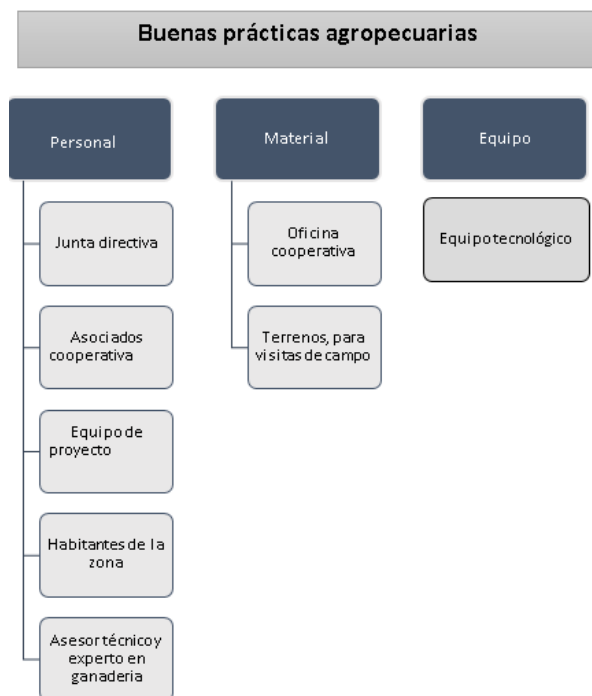 Buenas prácticas agropecuarias
Personal
Junta directiva
Asociados
cooperativa
Equipo de
proyecto
Habitantes de la
zona
Asesor técnico y
experto en
ganaderia
Material
Oficina
cooperativa
Terrenos, para
visitas de campo
Equipo
Equipo tecnológico